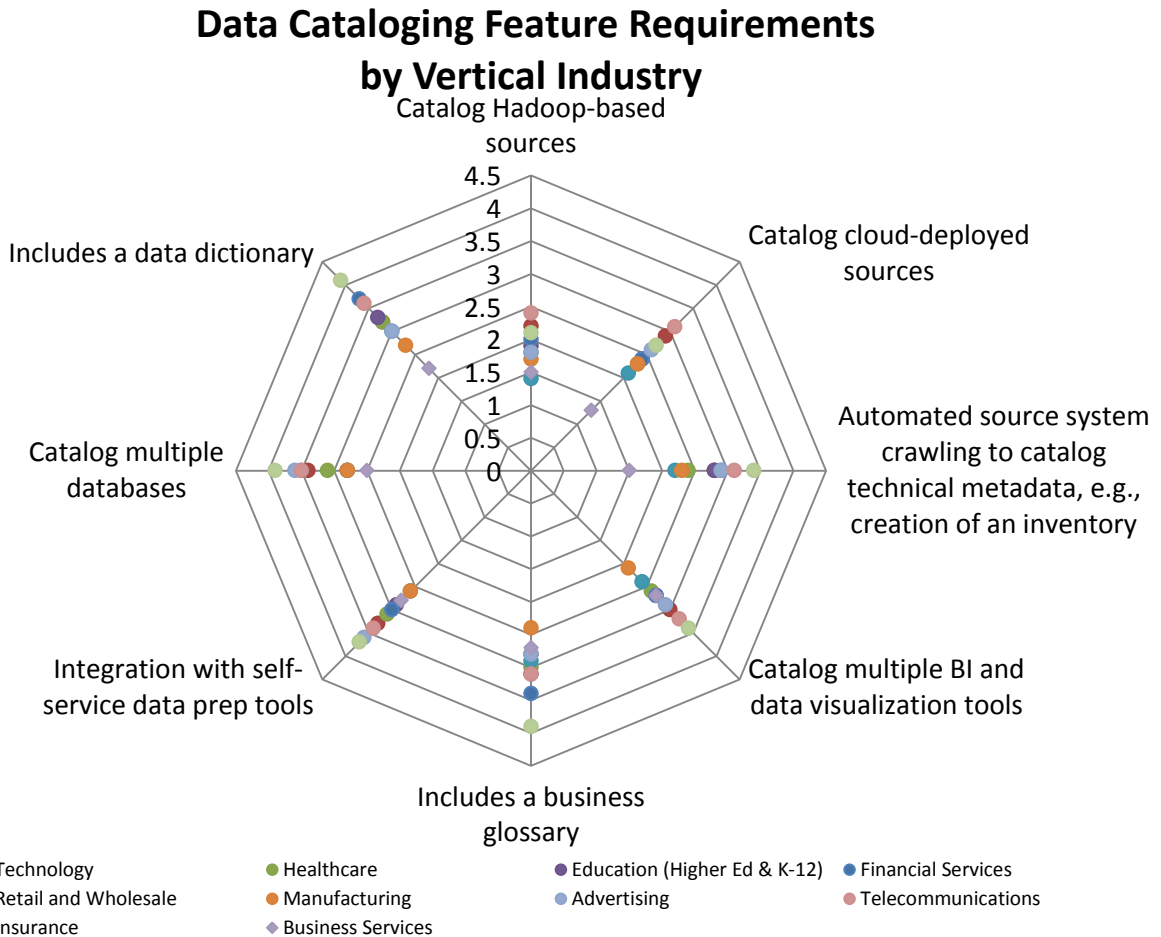 Data Cataloging Feature Requirements
by Vertical Industry
Catalog Hadoop-based
sources
4.5
4
3.5
3
2.5
2
1.5
1
0.5
0
Catalog cloud-deployed
sources
Automated source system
crawling to catalog
technical metadata, e.g.,
creation of an inventory
Catalog multiple BI and
data visualization tools
Includes a business
glossary
Integration with self-
service data prep tools
Catalog multiple
databases
Includes a data dictionary
Technology
Healthcare
Education (Higher Ed & K-12)
Financial Services
Retail and Wholesale
Manufacturing
Advertising
Telecommunications
Insurance
Business Services